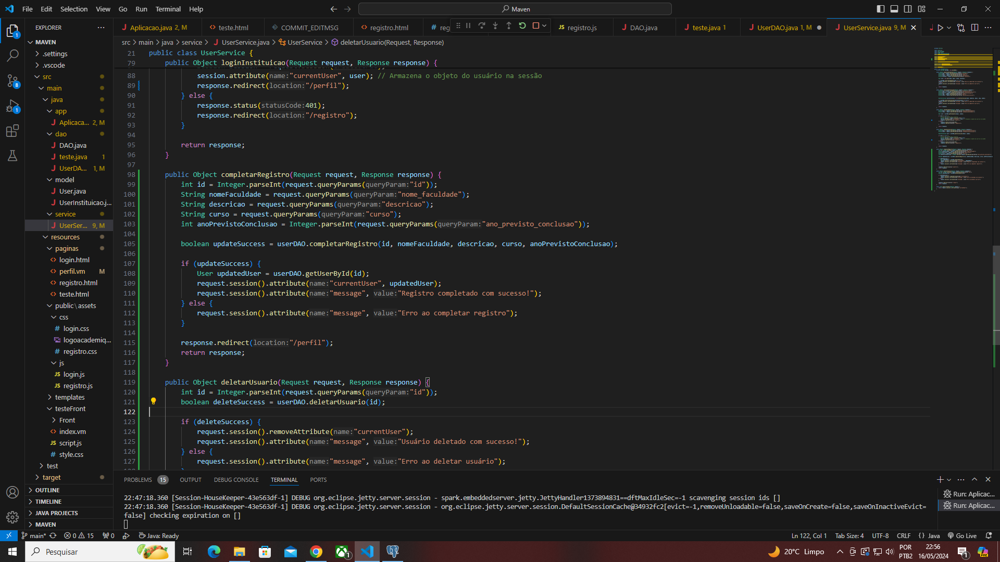 File Edit Selection View Go Run Terminal Help
Maven
EXPLORER
Aplicacao.java 2, M
teste.html
COMMIT_EDITMSG
registro.html
reg
registro.js
DAO.java
teste.java 1
UserDAO.java 1, M
UserService.java 9, M
MAVEN
.settings
.vscode
src
main
java
app
Aplicaca... 2, M
dao
DAO.java
teste.java 1
UserDA... 1, M
model
User.java
UserInstituicao.j...
service
UserSer... 9, M
resources
paginas
login.html
perfil.vm M
registro.html
teste.html
public\assets
css
login.css
logoacademiq...
registro.css
js
login.js
registro.js
templates
testeFront
Front
index.vm
script.js
style.css
test
target
OUTLINE
TIMELINE
JAVA PROJECTS
MAVEN
src > main > java > service > UserService.java > UserService > deletarUsuario(Request, Response)
21 public class UserService {
79 public Object loginInstituicao(Request request, Response response) {
88 session.attribute(name:"currentUser", user); // Armazena o objeto do usuário na sessão
89 response.redirect(location:"/perfil");
90 } else {
91 response.status(statusCode:401);
92 response.redirect(location:"/registro");
93 }
94
95 return response;
96 }
97
98 public Object completarRegistro(Request request, Response response) {
99 int id = Integer.parseInt(request.queryParams(queryParam:"id"));
100 String nomeFaculdade = request.queryParams(queryParam:"nome_faculdade");
101 String descricao = request.queryParams(queryParam:"descricao");
102 String curso = request.queryParams(queryParam:"curso");
103 int anoPrevistoConclusao = Integer.parseInt(request.queryParams(queryParam:"ano_previsto_conclusao"));
104
105 boolean updateSuccess = userDAO.completarRegistro(id, nomeFaculdade, descricao, curso, anoPrevistoConclusao);
106
107 if (updateSuccess) {
108 User updatedUser = userDAO.getUserById(id);
109 request.session().attribute(name:"currentUser", updatedUser);
110 request.session().attribute(name:"message", value:"Registro completado com sucesso!");
111 } else {
112 request.session().attribute(name:"message", value:"Erro ao completar registro");
113 }
114
115 response.redirect(location:"/perfil");
116 return response;
117 }
118
119 public Object deletarUsuario(Request request, Response response) {
120 int id = Integer.parseInt(request.queryParams(queryParam:"id"));
121 boolean deleteSuccess = userDAO.deletarUsuario(id);
122
123 if (deleteSuccess) {
124 request.session().removeAttribute(name:"currentUser");
125 request.session().attribute(name:"message", value:"Usuário deletado com sucesso!");
126 } else {
127 request.session().attribute(name:"message", value:"Erro ao deletar usuário");
PROBLEMS 15 OUTPUT DEBUG CONSOLE TERMINAL PORTS
22:47:18.360 [Session-HouseKeeper-43e563df-1] DEBUG org.eclipse.jetty.server.session - spark.embeddedserver.jetty.JettyHandler1373894831==dftMaxIdleSec=-1 scavenging session ids []
22:47:18.360 [Session-HouseKeeper-43e563df-1] DEBUG org.eclipse.jetty.server.session - org.eclipse.jetty.server.session.DefaultSessionCache@34932fc2[evict=-1,removeUnloadable=false,saveOnCreate=false,saveOnInactiveEvict=
false] checking expiration on []
Run: Aplicac...
Run: Aplicac...
main* 0 15 0 Java: Ready
Ln 122, Col 1 Tab Size: 4 UTF-8 CRLF {} Java Go Live
Pesquisar
20°C Limpo
POR
PTB2
22:56
16/05/2024